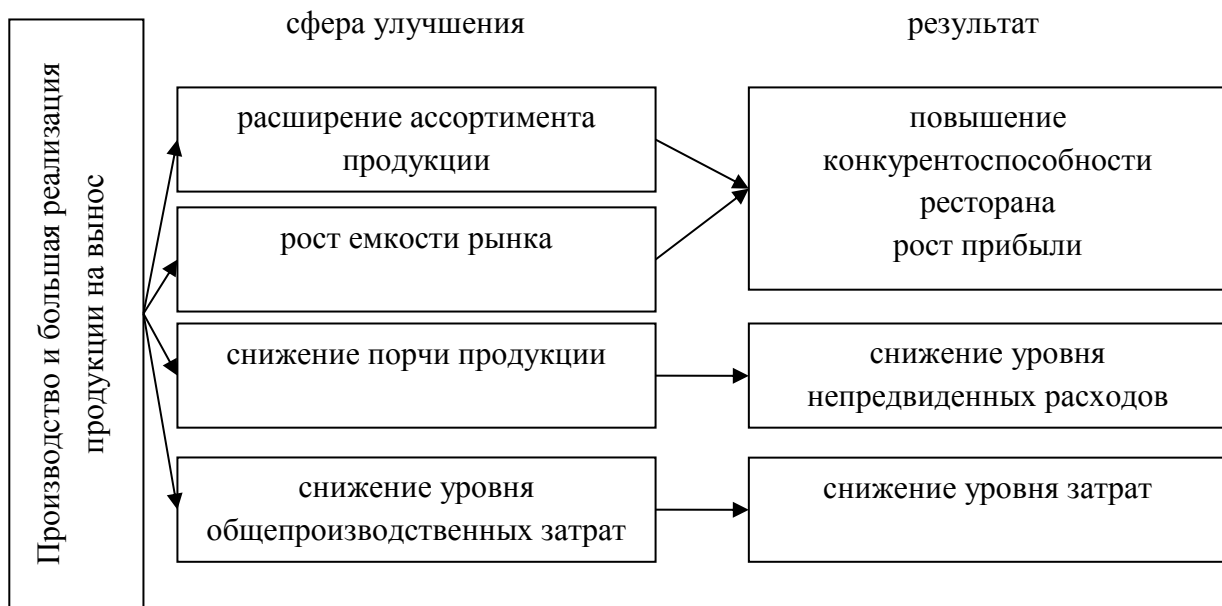 сфера улучшения
результат
Производство и большая реализация
продукции на вынос
расширение ассортимента
продукции
рост емкости рынка
снижение порчи продукции
снижение уровня
общепроизводственных затрат
повышение
конкурентоспособности
ресторана
рост прибыли
снижение уровня
непредвиденных расходов
снижение уровня затрат